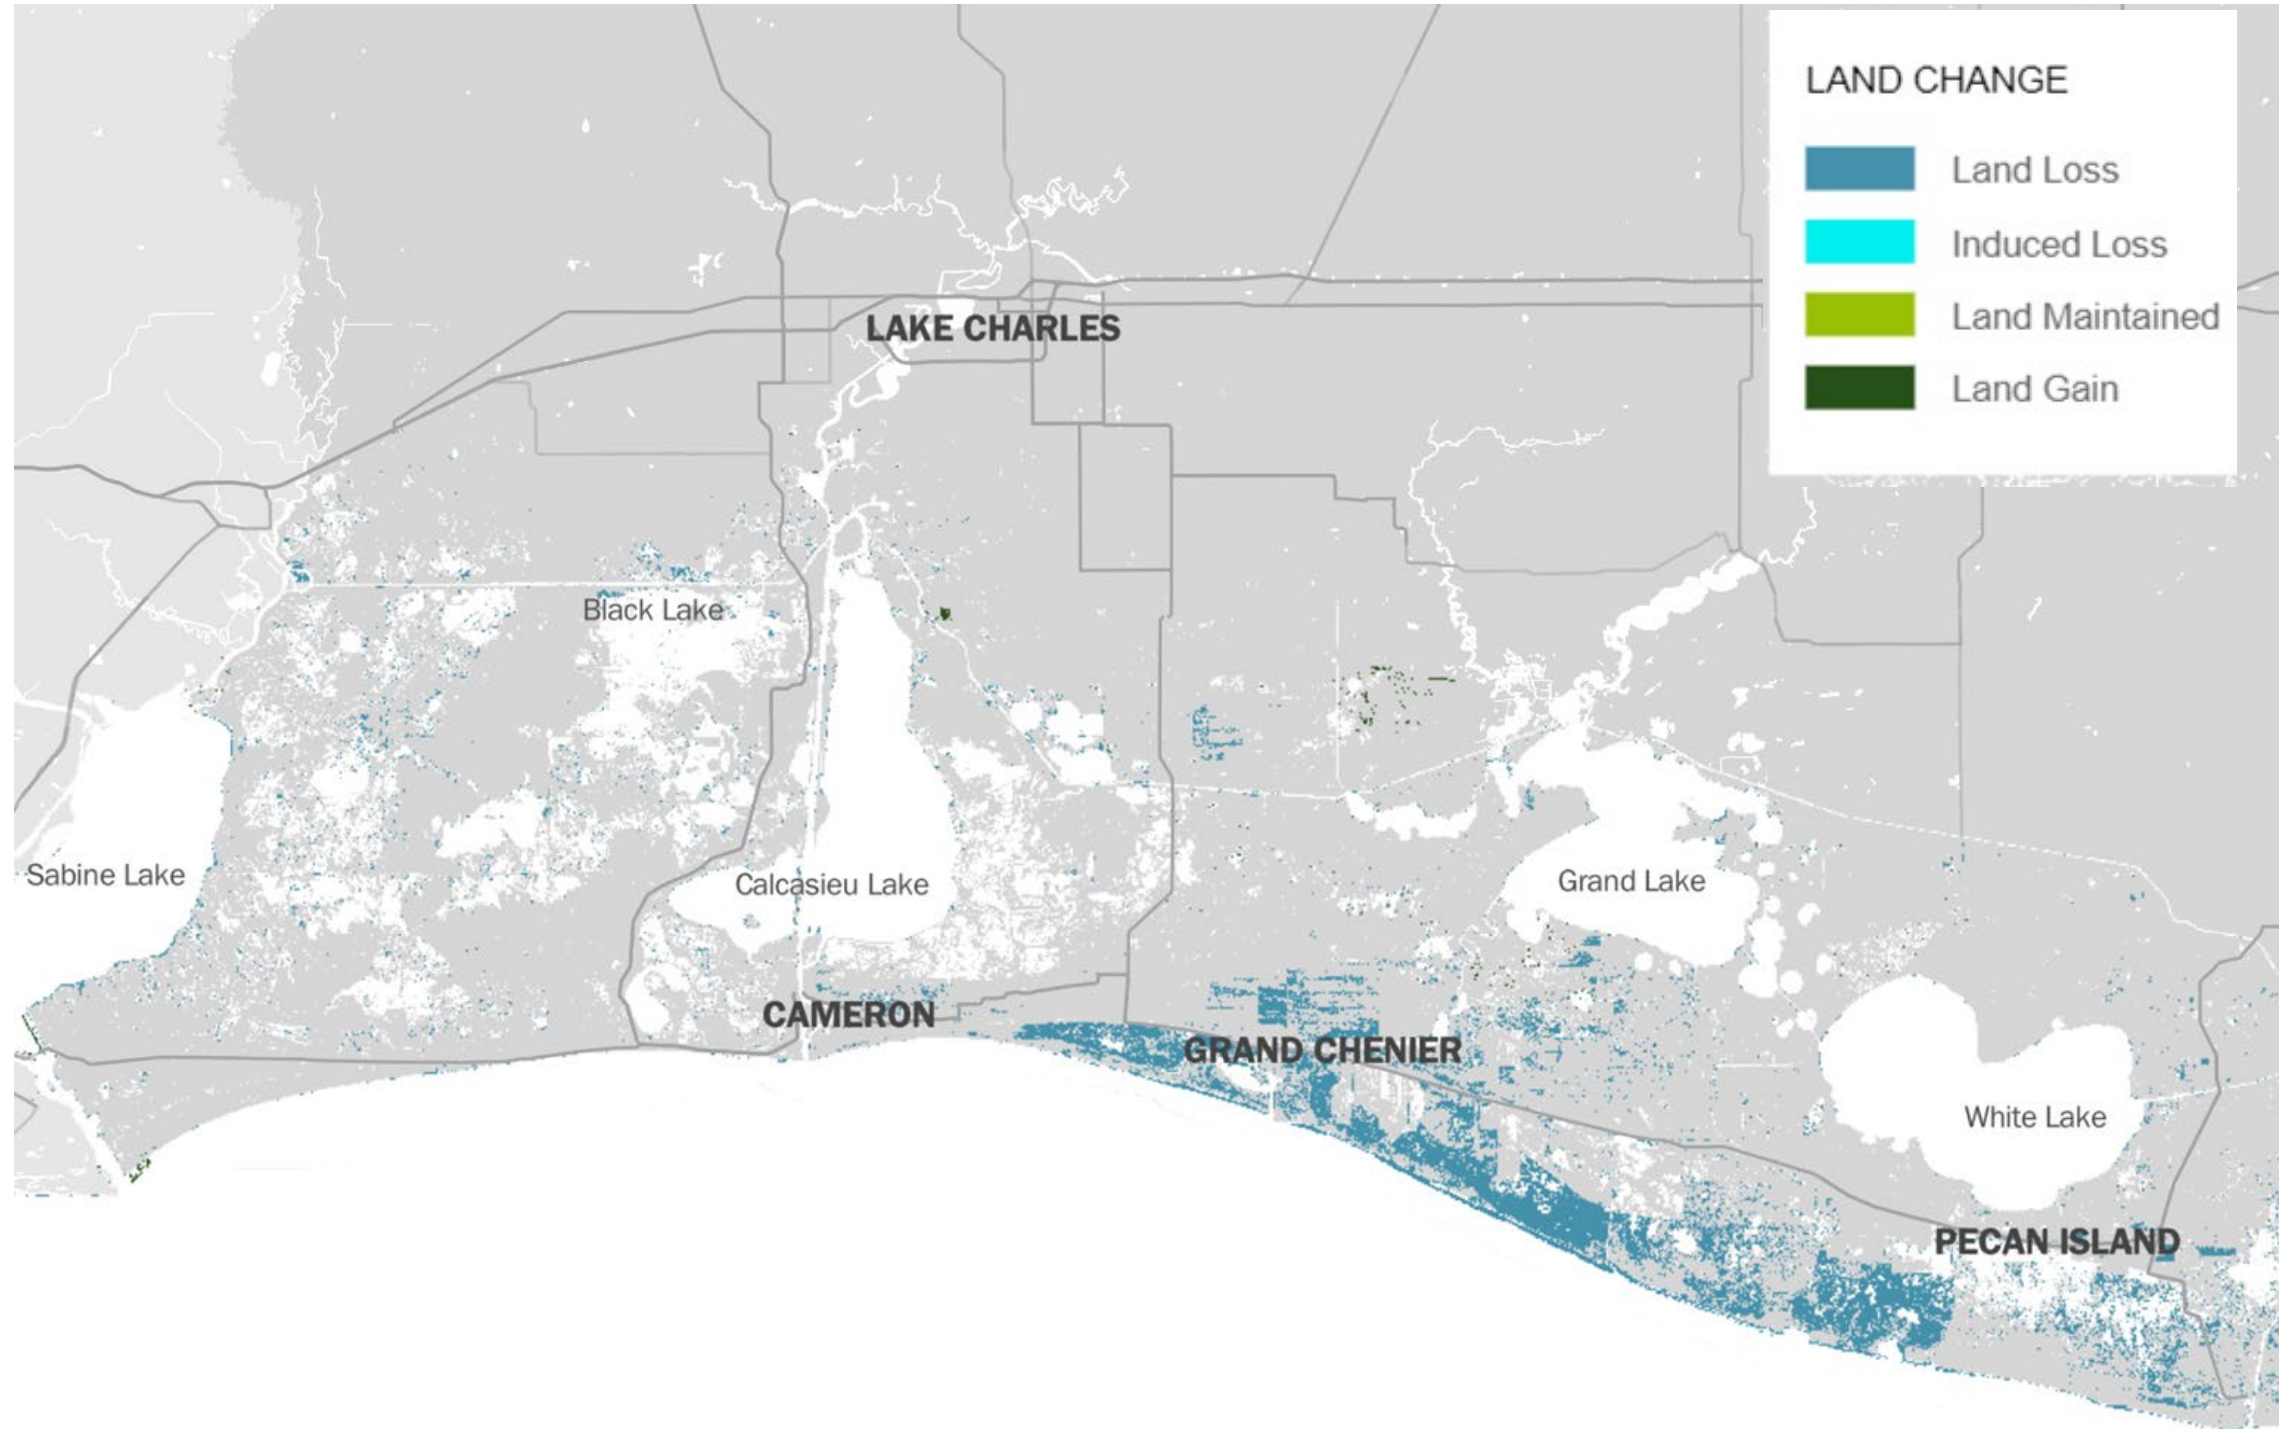 LAND CHANGE
Land Loss
Induced Loss
Land Maintained
Land Gain
LAKE CHARLES
Black Lake
Sabine Lake
Calcasieu Lake
Grand Lake
CAMERON
GRAND CHENIER
White Lake
PECAN ISLAND